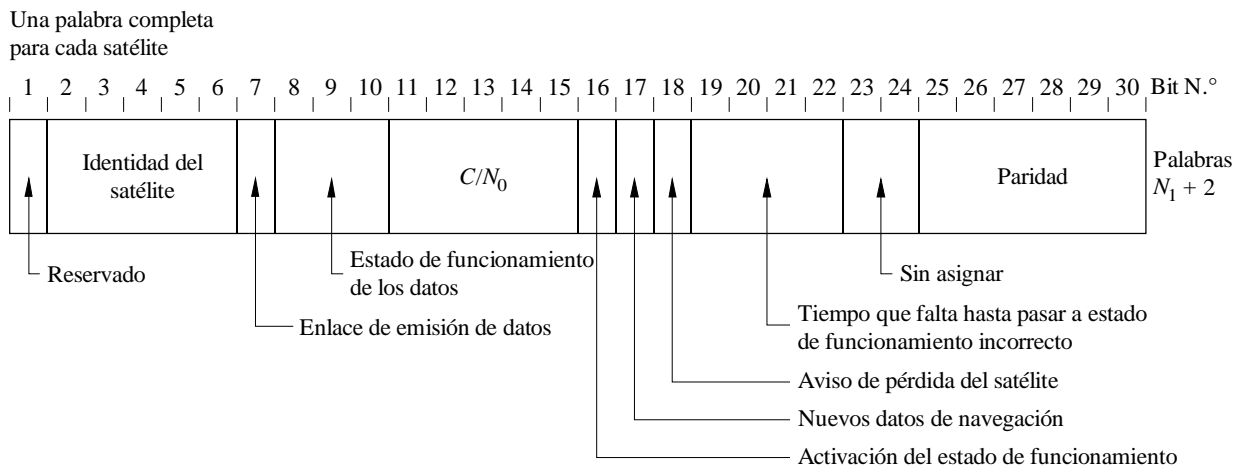 Una palabra completa
para cada satélite
1 2 3 4 5 6 7 8 9 10 11 12 13 14 15 16 17 18 19 20 21 22 23 24 25 26 27 28 29 30 Bit N.°
Identidad del
satélite
C/N0
Paridad
Palabras
N1 + 2
Reservado
Estado de funcionamiento
de los datos
Sin asignar
Enlace de emisión de datos
Tiempo que falta hasta pasar a estado
de funcionamiento incorrecto
Aviso de pérdida del satélite
Nuevos datos de navegación
Activación del estado de funcionamiento